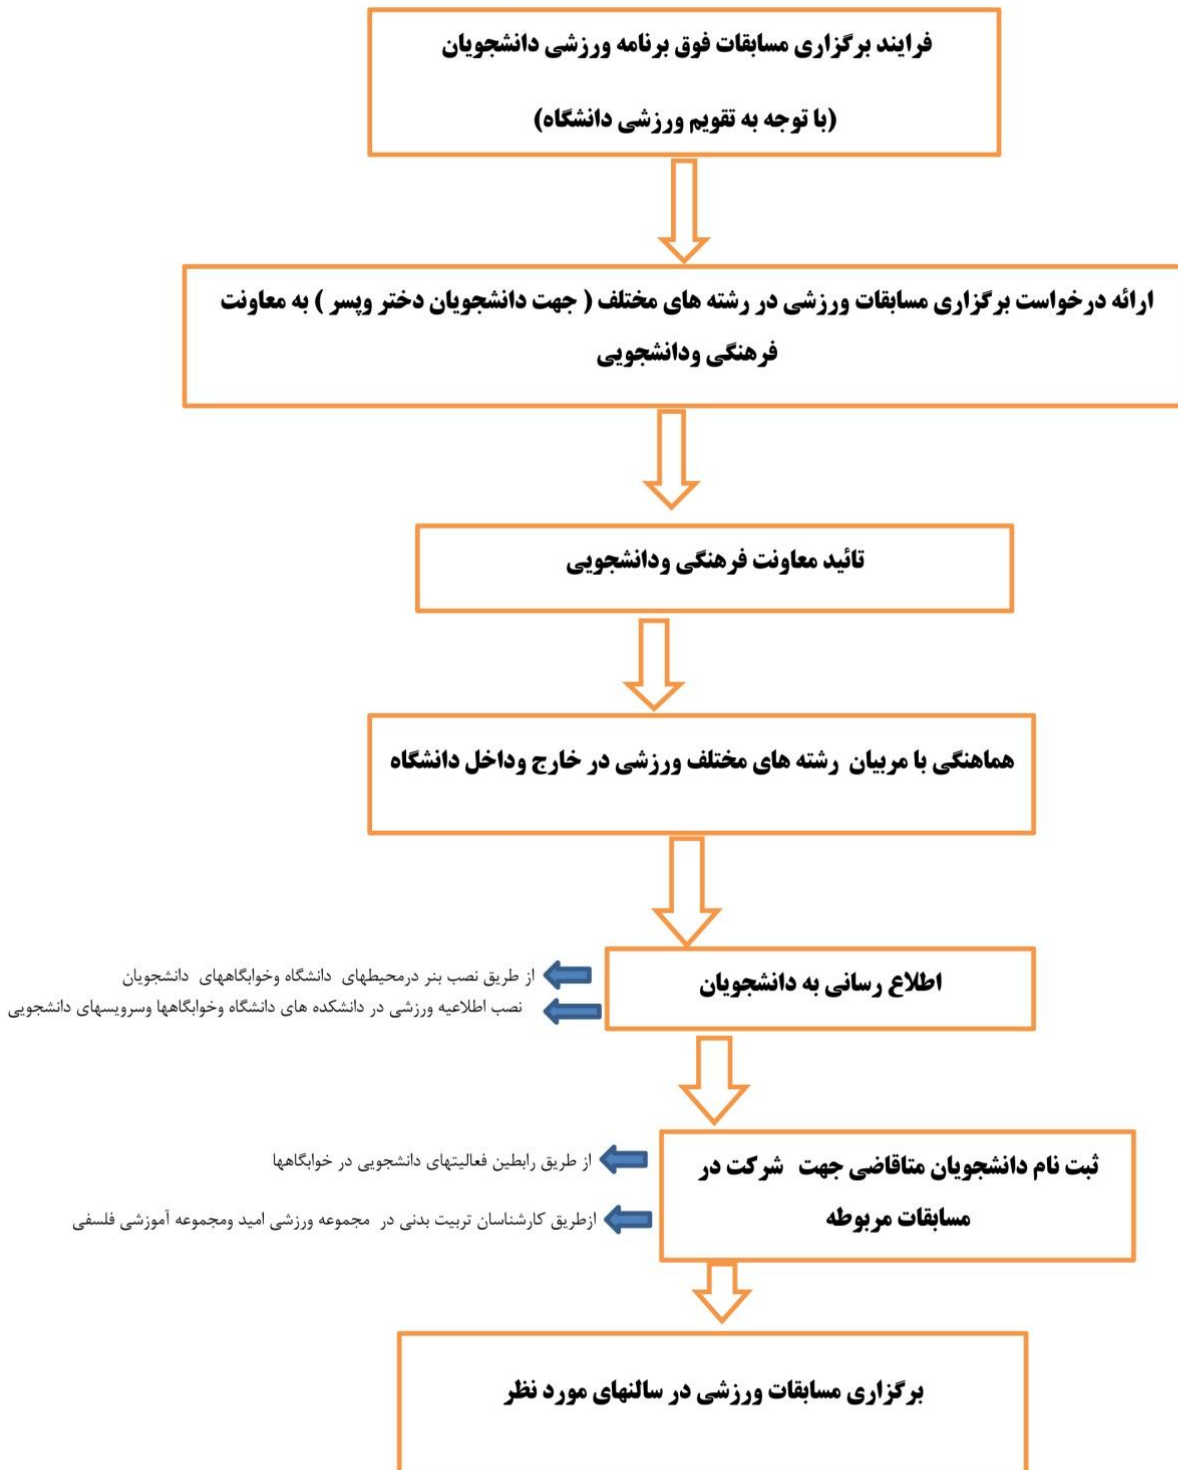 فرایند برگزاری مسابقات فوق برنامه ورزشی دانشجویان
(با توجه به تقویم ورزشی دانشگاه)
ارائه درخواست برگزاری مسابقات ورزشی در رشته های مختلف ( جهت دانشجویان دختر وپسر ) به معاونت
فرهنگی ودانشجویی
تائید معاونت فرهنگی ودانشجویی
هماهنگی با مربیان رشته های مختلف ورزشی در خارج وداخل دانشگاه
اطلاع رسانی به دانشجویان
از طریق نصب بنر درمحیطهای دانشگاه وخوابگاههای دانشجویان
نصب اطلاعیه ورزشی در دانشکده های دانشگاه وخوابگاهها وسرویسهای دانشجویی
ثبت نام دانشجویان متاقاضی جهت شرکت در
مسابقات مربوطه
از طریق رابطین فعالیتهای دانشجویی در خوابگاهها
ازطریق کارشناسان تربیت بدنی در مجموعه ورزشی امید ومجموعه آموزشی فلسفی
برگزاری مسابقات ورزشی در سالنهای مورد نظر